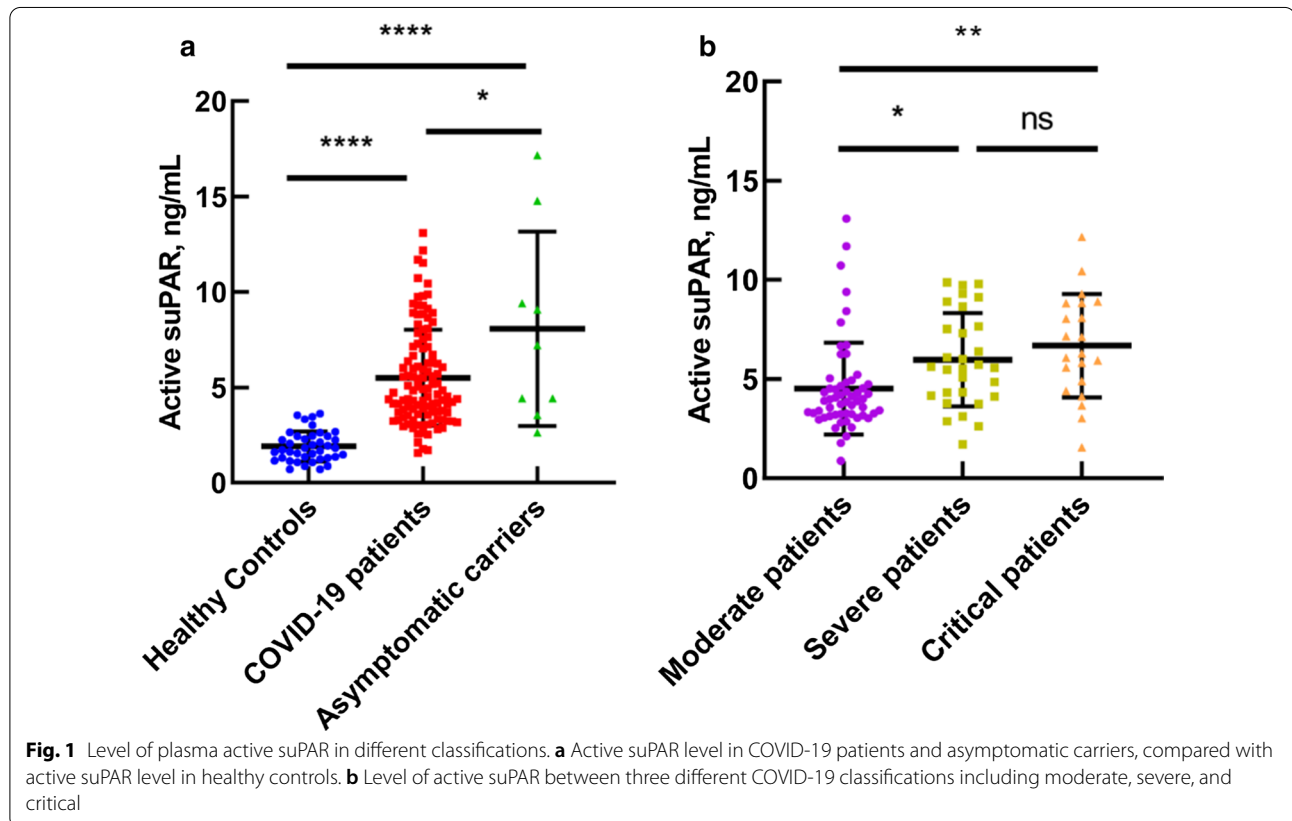 a
****
*
****
20
15
10
5
0
Active suPAR, ng/mL
Healthy Controls
COVID-19 patients
Asymptomatic carriers
b
**
*
ns
20
15
10
5
0
Active suPAR, ng/mL
Moderate patients
Severe patients
Critical patients
Fig. 1 Level of plasma active suPAR in different classifications. a Active suPAR level in COVID-19 patients and asymptomatic carriers, compared with
active suPAR level in healthy controls. b Level of active suPAR between three different COVID-19 classifications including moderate, severe, and
critical